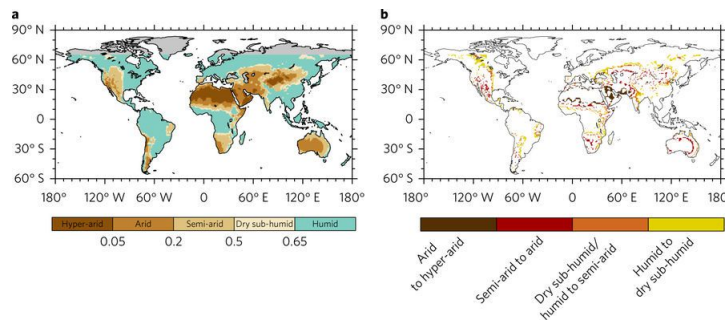 a
90° N
60° N
30° N
0
30° S
60° S
180° 120° W 60° W 0 60° E 120° E 180°
Hyper-arid Arid Semi-arid Dry sub-humid Humid
0.05 0.2 0.5 0.65
b
90° N
60° N
30° N
0
30° S
60° S
180° 120° W 60° W 0 60° E 120° E 180°
Arid
to hyper-arid
Semi-arid to arid
Dry sub-humid/
humid to semi-arid
Humid to
dry sub-humid